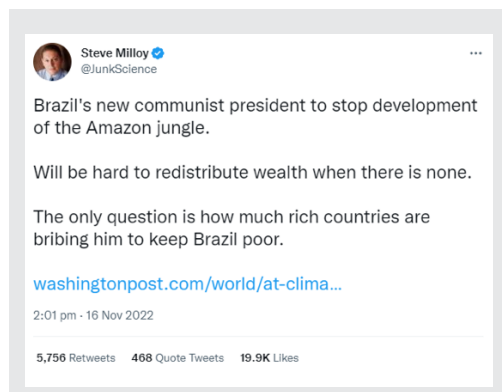 Steve Milloy
@JunkScience
Brazil's new communist president to stop development
of the Amazon jungle.
Will be hard to redistribute wealth when there is none.
The only question is how much rich countries are
bribing him to keep Brazil poor.
washingtonpost.com/world/at-clima...
2:01 pm · 16 Nov 2022
5,756 Retweets 468 Quote Tweets 19.9K Likes